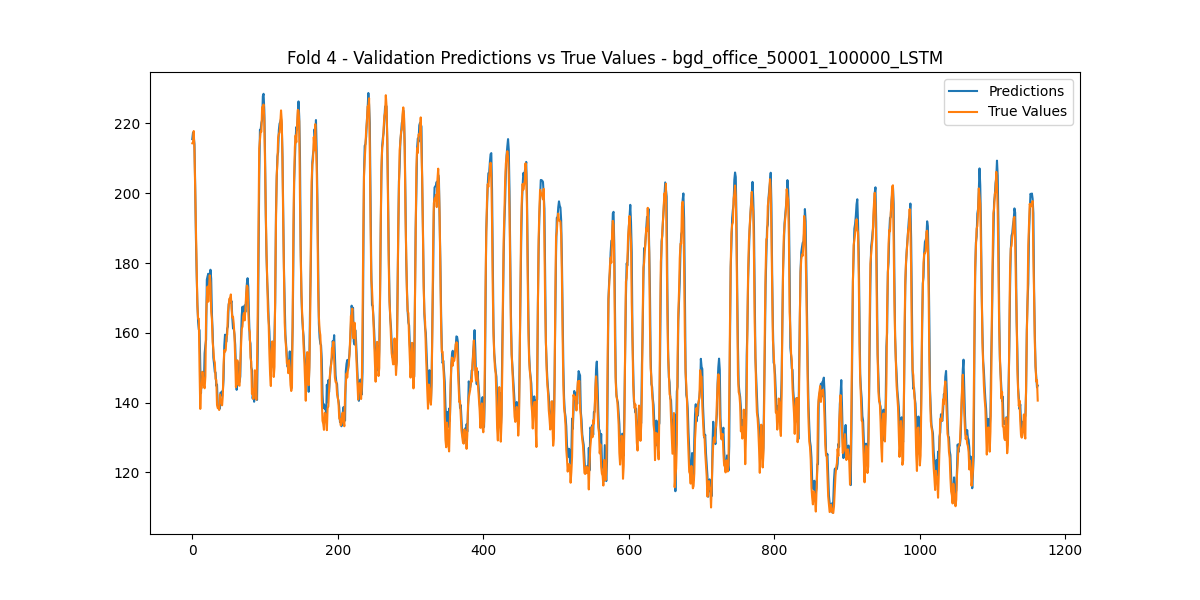 Fold 4 - Validation Predictions vs True Values - bgd_office_50001_100000_LSTM
Predictions
True Values
220
200
180
160
140
120
0 200 400 600 800 1000 1200